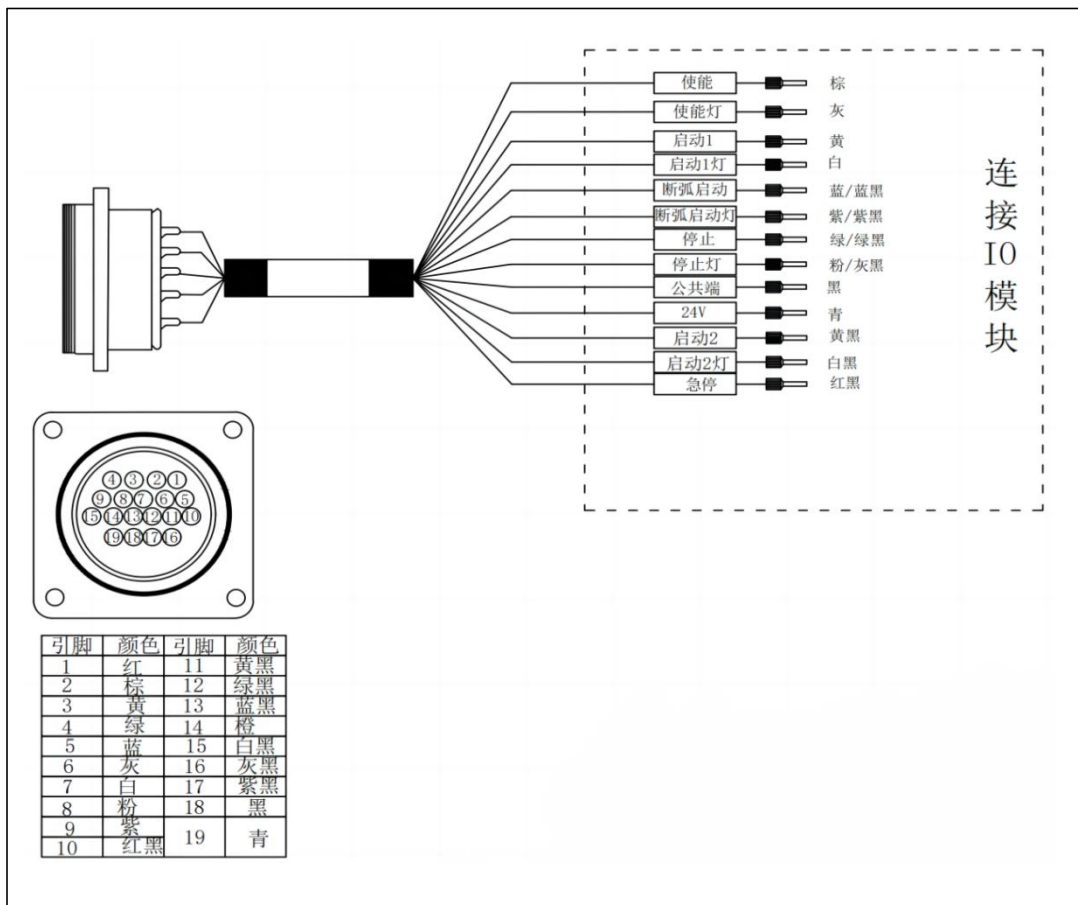 使能 棕
使能灯 灰
启动1 黄
启动1灯 白
断弧启动 蓝/蓝黑
断弧启动灯 紫/紫黑
停止 绿/绿黑
停止灯 粉/灰黑
公共端 黑
24V 青
启动2 黄黑
启动2灯 白黑
急停 红黑
连接IO模块
4 3 2 1
9 8 7 6 5
15 14 13 12 11 10
19 18 17 16
引脚 颜色 引脚 颜色
1 红 11 黄黑
2 棕 12 绿黑
3 黄 13 蓝黑
4 绿 14 橙
5 蓝 15 白黑
6 灰 16 灰黑
7 白 17 紫黑
8 粉 18 黑
9 紫 19 青
10 红黑